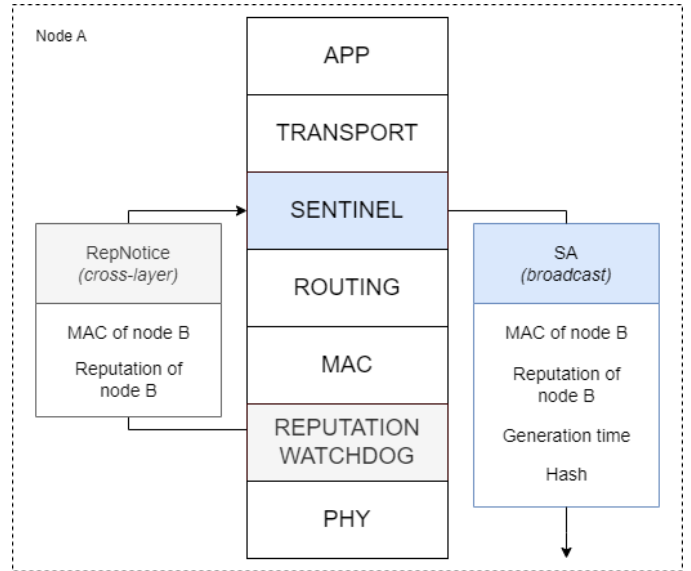 Node A
APP
TRANSPORT
SENTINEL
ROUTING
MAC
REPUTATION
WATCHDOG
PHY
RepNotice
(cross-layer)
MAC of node B
Reputation of
node B
SA
(broadcast)
MAC of node B
Reputation of
node B
Generation time
Hash